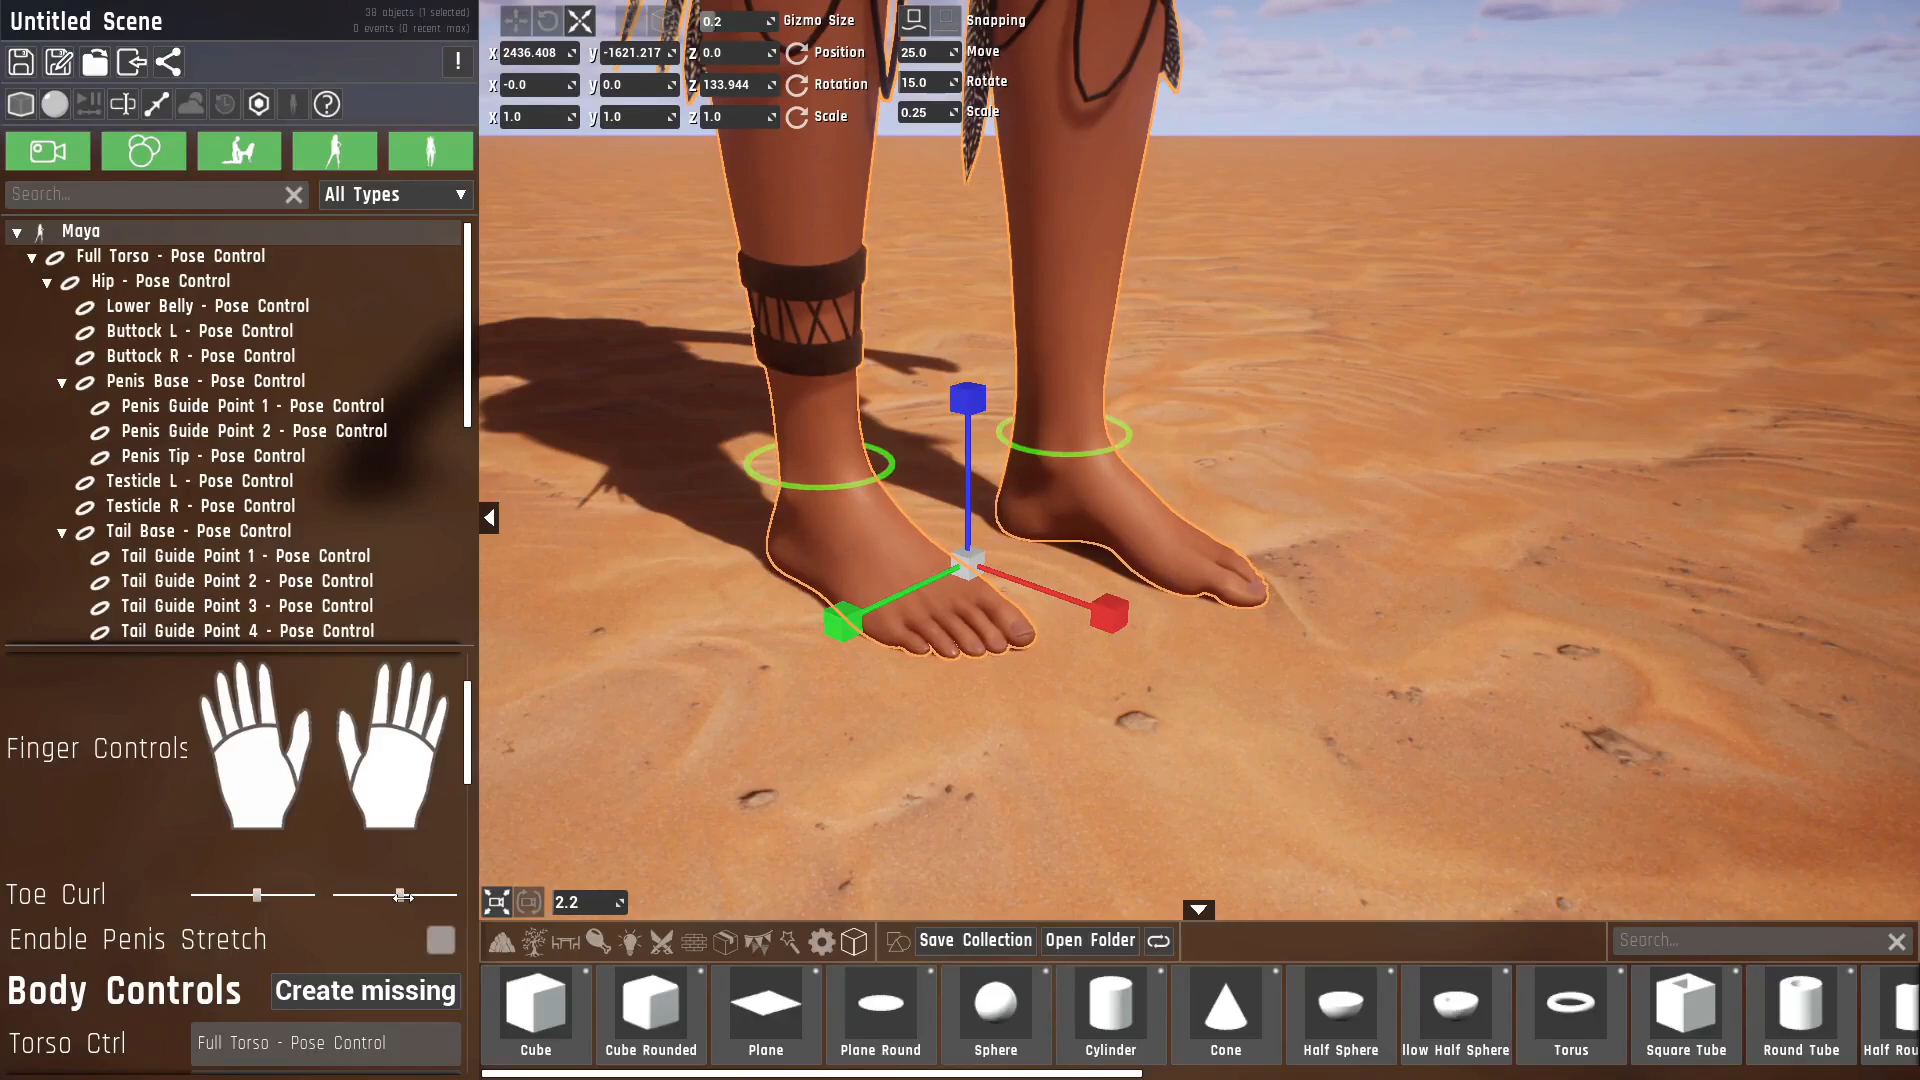 Untitled Scene
38 objects (1 selected)
0 events (0 recent max)
!
?
Search...
All Types
Maya
Full Torso - Pose Control
Hip - Pose Control
Lower Belly - Pose Control
Buttock L - Pose Control
Buttock R - Pose Control
Penis Base - Pose Control
Penis Guide Point 1 - Pose Control
Penis Guide Point 2 - Pose Control
Penis Tip - Pose Control
Testicle L - Pose Control
Testicle R - Pose Control
Tail Base - Pose Control
Tail Guide Point 1 - Pose Control
Tail Guide Point 2 - Pose Control
Tail Guide Point 3 - Pose Control
Tail Guide Point 4 - Pose Control
Finger Controls
Toe Curl
Enable Penis Stretch
Body Controls Create missing
Torso Ctrl Full Torso - Pose Control
0.2 Gizmo Size Snapping
X 2436.408 y -1621.217 Z 0.0 Position 25.0 Move
X -0.0 y 0.0 Z 133.944 Rotation 15.0 Rotate
X 1.0 y 1.0 Z 1.0 Scale 0.25 Scale
2.2
Save Collection Open Folder Search...
Cube Cube Rounded Plane Plane Round Sphere Cylinder Cone Half Sphere llow Half Sphere Torus Square Tube Round Tube Half Rou